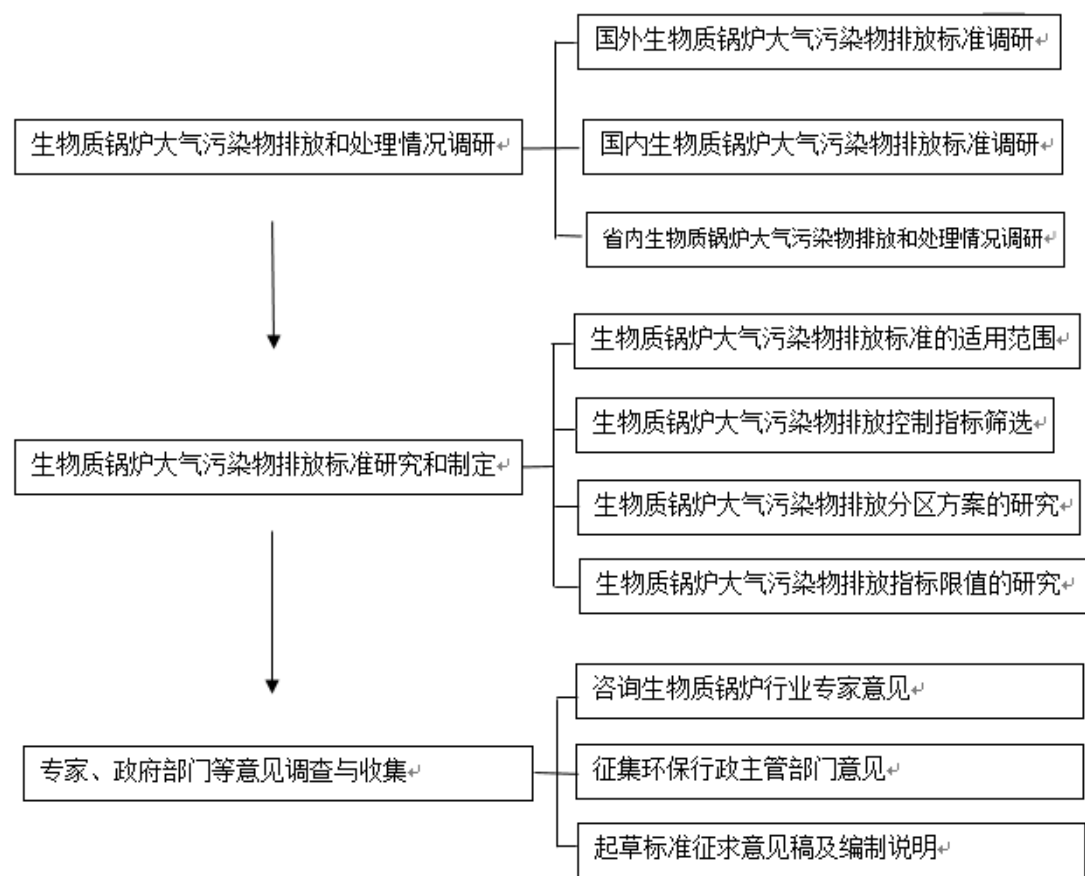 国外生物质锅炉大气污染物排放标准调研
生物质锅炉大气污染物排放和处理情况调研
国内生物质锅炉大气污染物排放标准调研
省内生物质锅炉大气污染物排放和处理情况调研
生物质锅炉大气污染物排放标准的适用范围
生物质锅炉大气污染物排放控制指标筛选
生物质锅炉大气污染物排放标准研究和制定
生物质锅炉大气污染物排放分区方案的研究
生物质锅炉大气污染物排放指标限值的研究
咨询生物质锅炉行业专家意见
专家、政府部门等意见调查与收集
征集环保行政主管部门意见
起草标准征求意见稿及编制说明